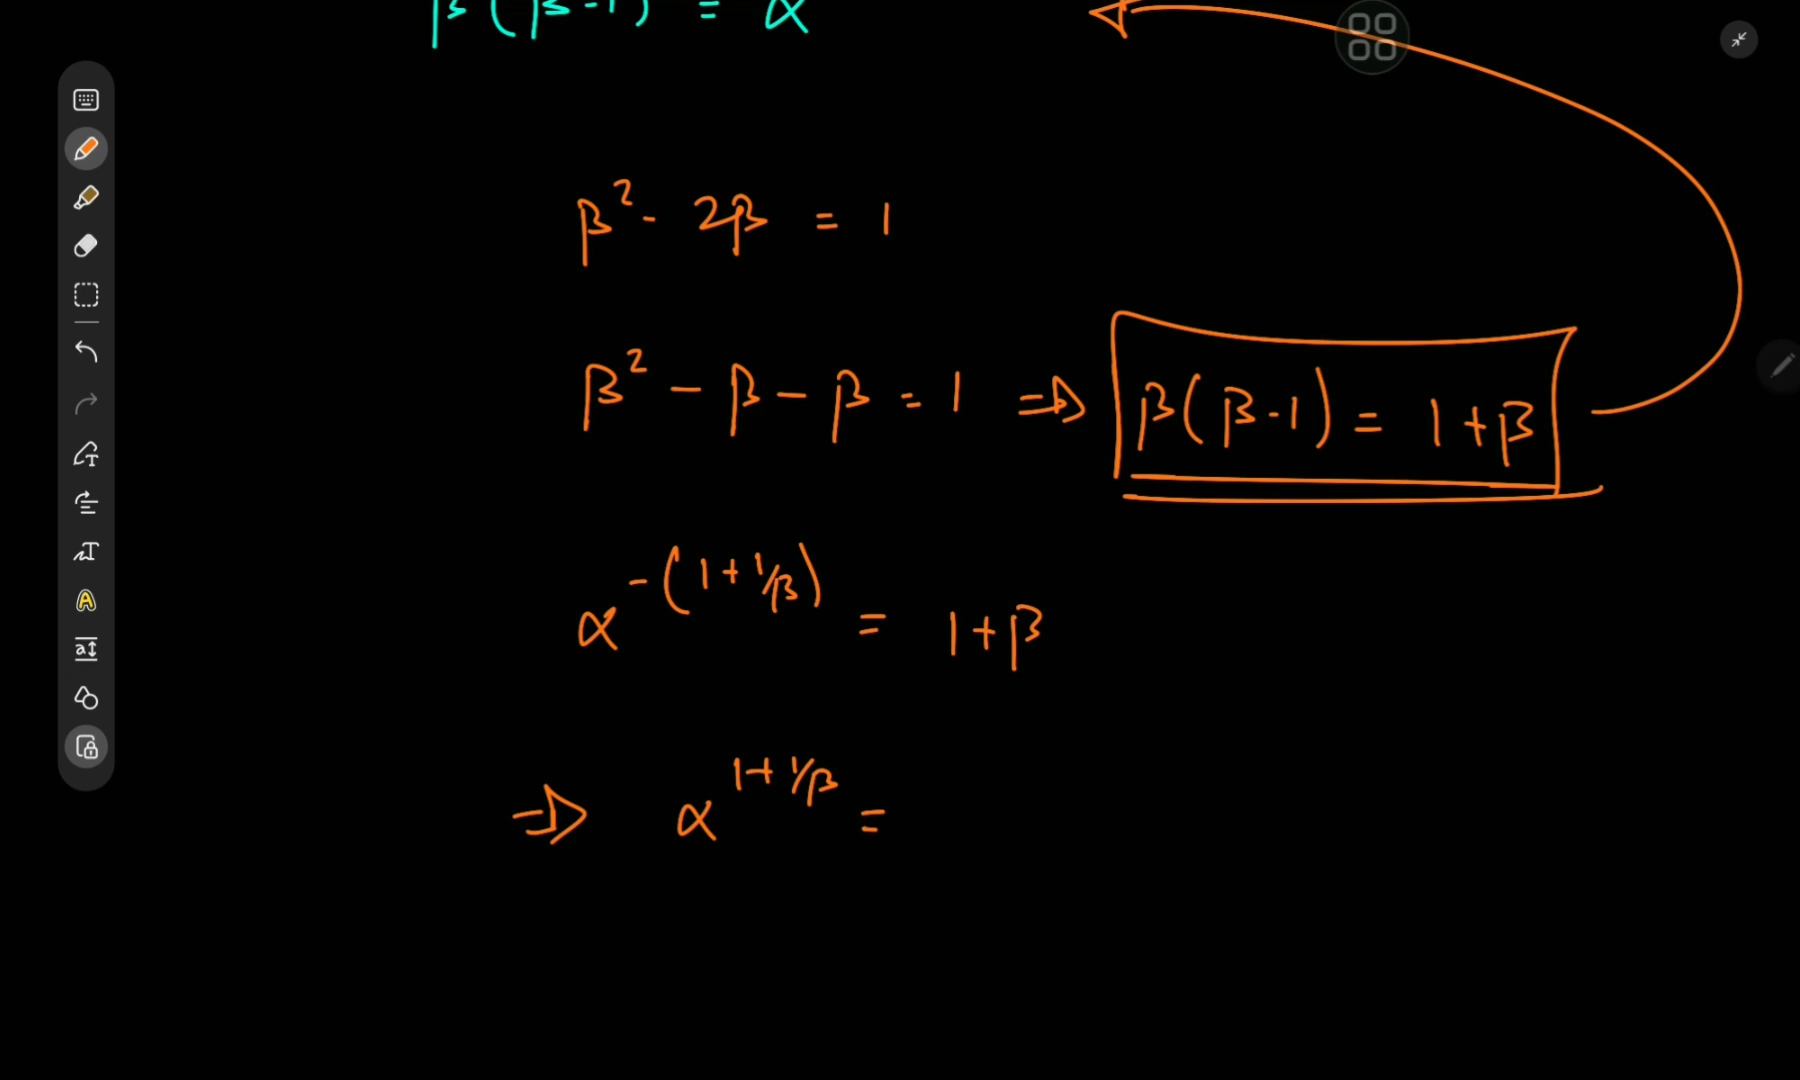 β(β-1) = α
β² - 2β = 1
β² - β - β = 1 ⇒ β(β-1) = 1+β
α^-(1+1/β) = 1+β
⇒ α^1+1/β =